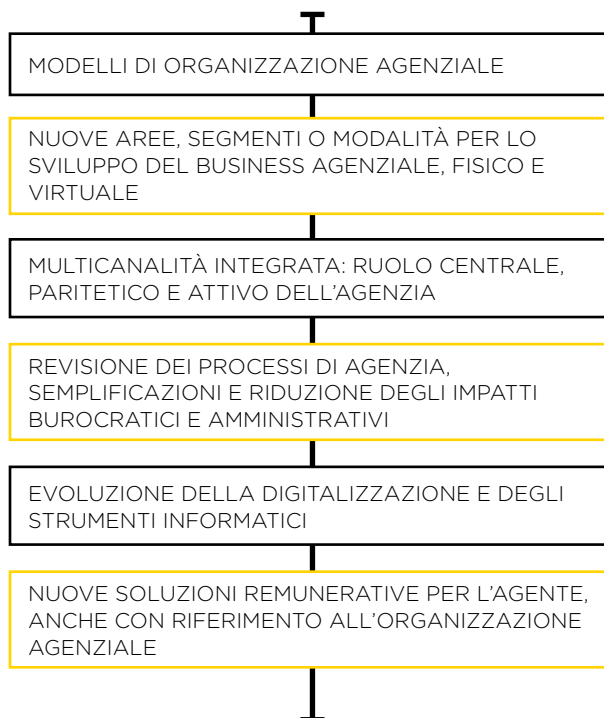 MODELLI DI ORGANIZZAZIONE AGENZIALE
NUOVE AREE, SEGMENTI O MODALITÀ PER LO
SVILUPPO DEL BUSINESS AGENZIALE, FISICO E
VIRTUALE
MULTICANALITÀ INTEGRATA: RUOLO CENTRALE,
PARITETICO E ATTIVO DELL'AGENZIA
REVISIONE DEI PROCESSI DI AGENZIA,
SEMPLIFICAZIONI E RIDUZIONE DEGLI IMPATTI
BUROCRATICI E AMMINISTRATIVI
EVOLUZIONE DELLA DIGITALIZZAZIONE E DEGLI
STRUMENTI INFORMATICI
NUOVE SOLUZIONI REMUNERATIVE PER L'AGENTE,
ANCHE CON RIFERIMENTO ALL'ORGANIZZAZIONE
AGENZIALE